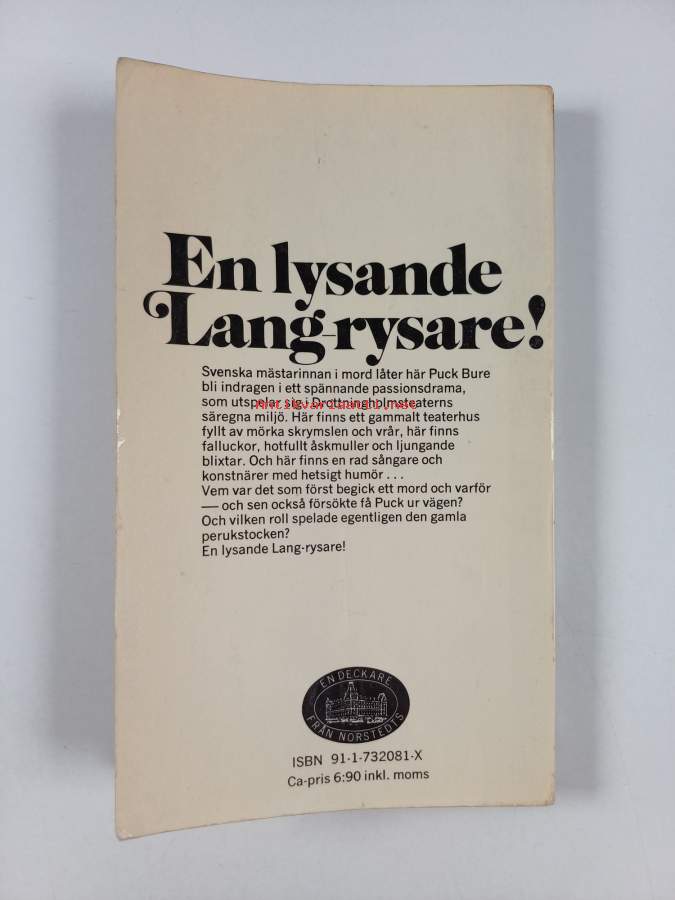 En lysande
Lang-rysare!
Svenska mästarinnan i mord låter här Puck Bure
bli indragen i ett spännande passionsdrama,
som utspelar sig i Drottningholmsteaterns
Antikvariaatti.net
säregna miljö. Här finns ett gammalt teaterhus
fyllt av mörka skrymslen och vrår, här finns
falluckor, hotfullt åskmuller och ljungande
blixtar. Och här finns en rad sångare och
konstnärer med hetsigt humör . . .
Vem var det som först begick ett mord och varför
— och sen också försökte få Puck ur vägen?
Och vilken roll spelade egentligen den gamla
perukstocken?
En lysande Lang-rysare!
EN DECKARE
FRÅN NORSTEDTS
ISBN 91-1-732081-X
Ca-pris 6:90 inkl. moms